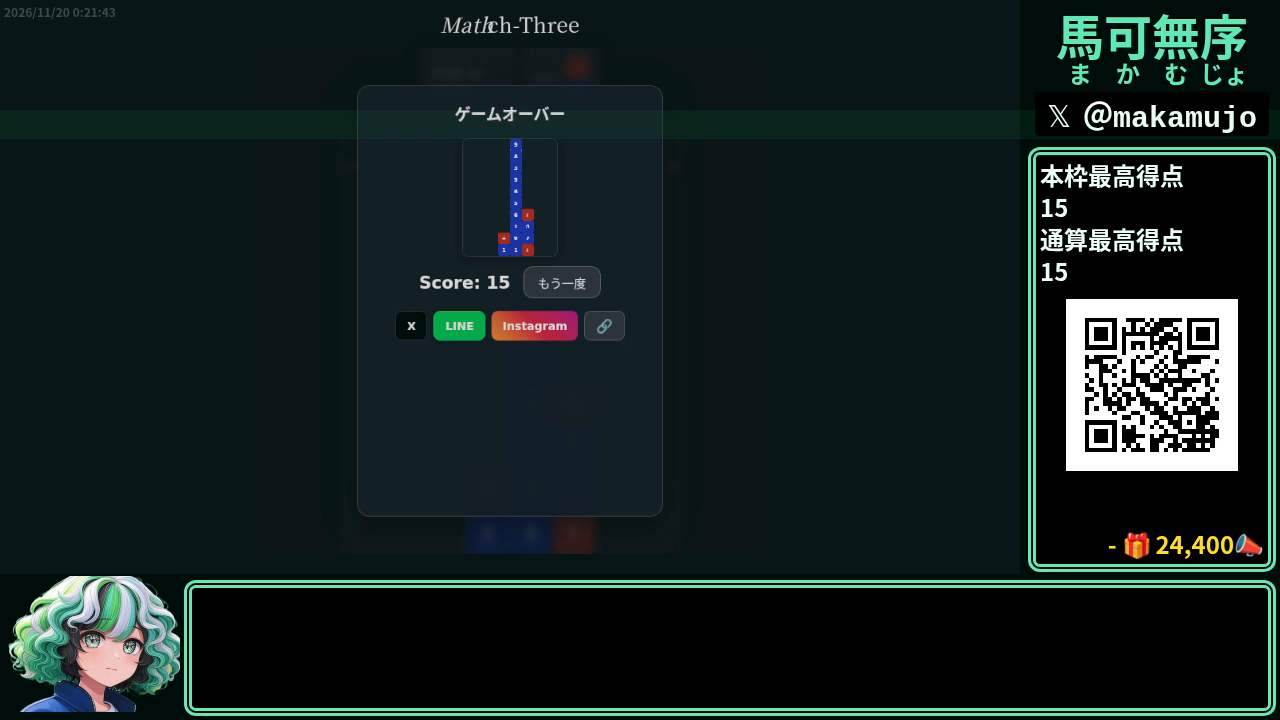 2026/11/20 0:21:43
Mathch-Three
ゲームオーバー
Score: 15
もう一度
X
LINE
Instagram
馬可無序
まかむじょ
𝕏 @makamujo
本枠最高得点
15
通算最高得点
15
- 🎁24,400📣